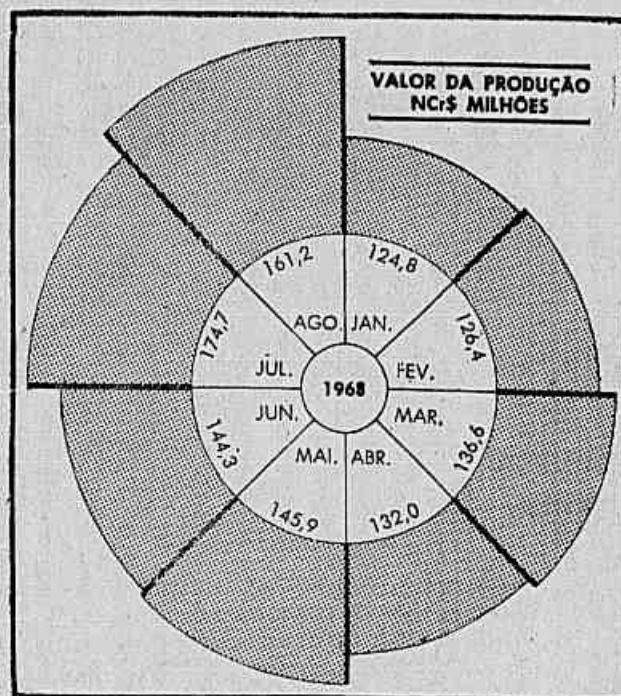 VALOR DA PRODUÇÃO
NCr$ MILHÕES
1968
JAN.
124,8
FEV.
126,4
MAR.
136,6
ABR.
132,0
MAI.
145,9
JUN.
144,3
JUL.
174,7
AGO.
161,2